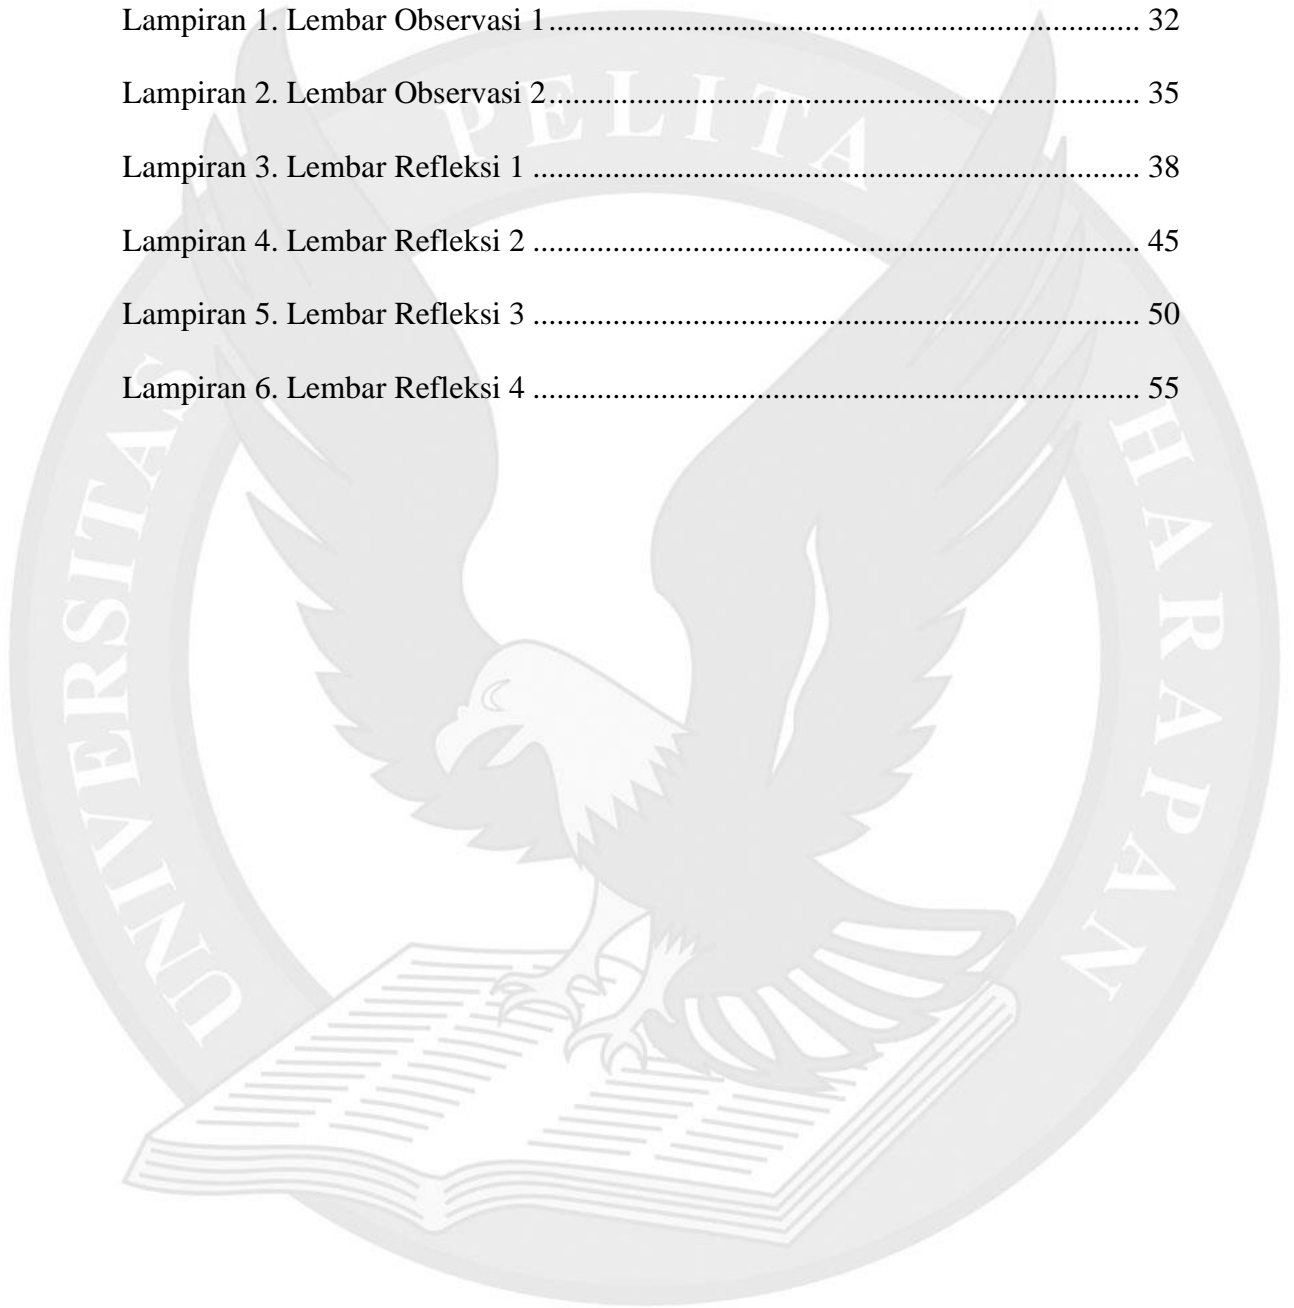 Lampiran 1. Lembar Observasi 1.......................................................................... 32
Lampiran 2. Lembar Observasi 2.......................................................................... 35
Lampiran 3. Lembar Refleksi 1 ............................................................................ 38
Lampiran 4. Lembar Refleksi 2 ............................................................................ 45
Lampiran 5. Lembar Refleksi 3 ............................................................................ 50
Lampiran 6. Lembar Refleksi 4 ............................................................................ 55
UNIVERSITAS PELITA HARAPAN